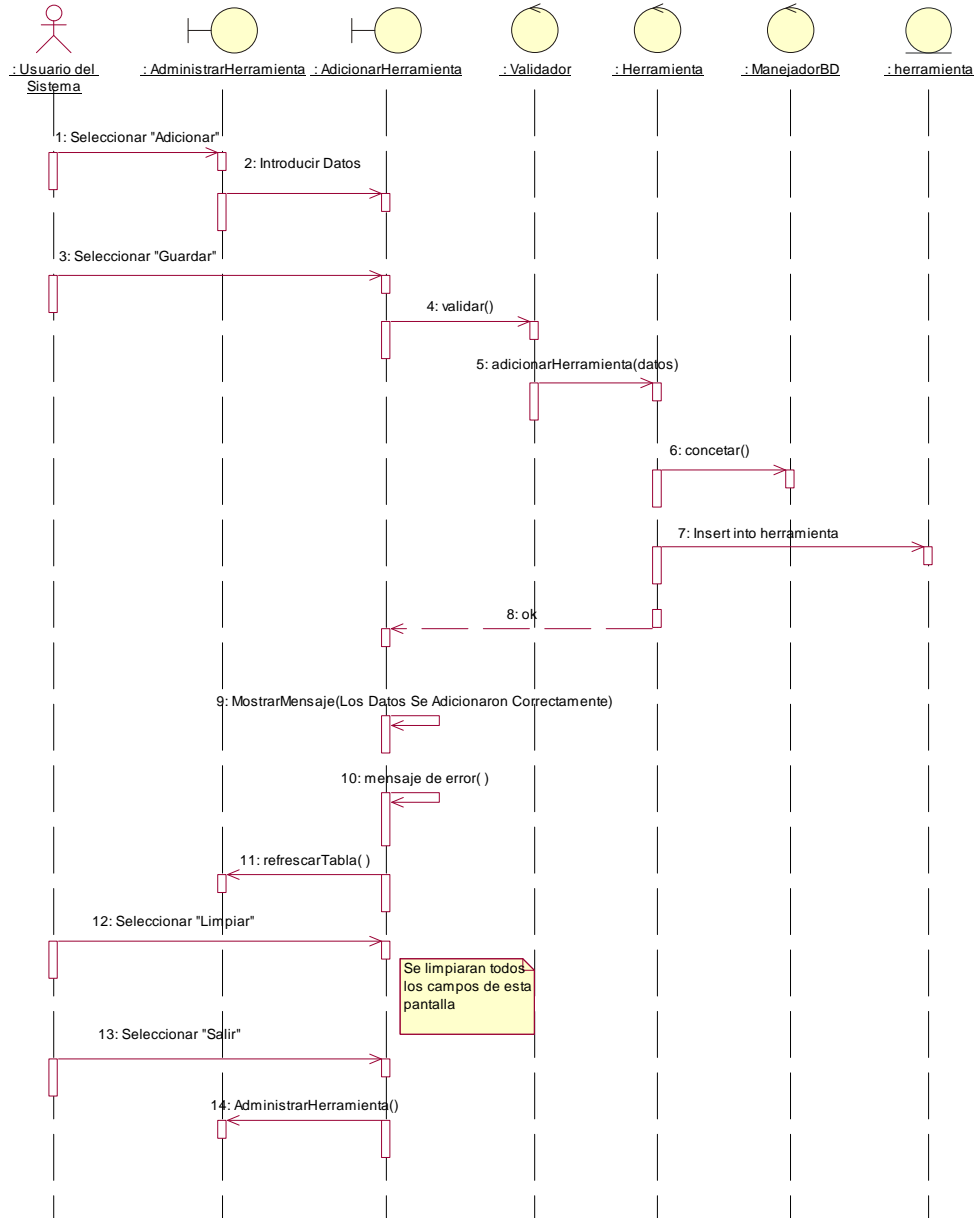 : Usuario del
Sistema
: AdministrarHerramienta
: AdicionarHerramienta
: Validador
: Herramienta
: ManejadorBD
: herramienta
1: Seleccionar "Adicionar"
2: Introducir Datos
3: Seleccionar "Guardar"
4: validar()
5: adicionarHerramienta(datos)
6: concetar()
7: Insert into herramienta
8: ok
9: MostrarMensaje(Los Datos Se Adicionaron Correctamente)
10: mensaje de error( )
11: refrescarTabla( )
12: Seleccionar "Limpiar"
Se limpiaran todos
los campos de esta
pantalla
13: Seleccionar "Salir"
14: AdministrarHerramienta()